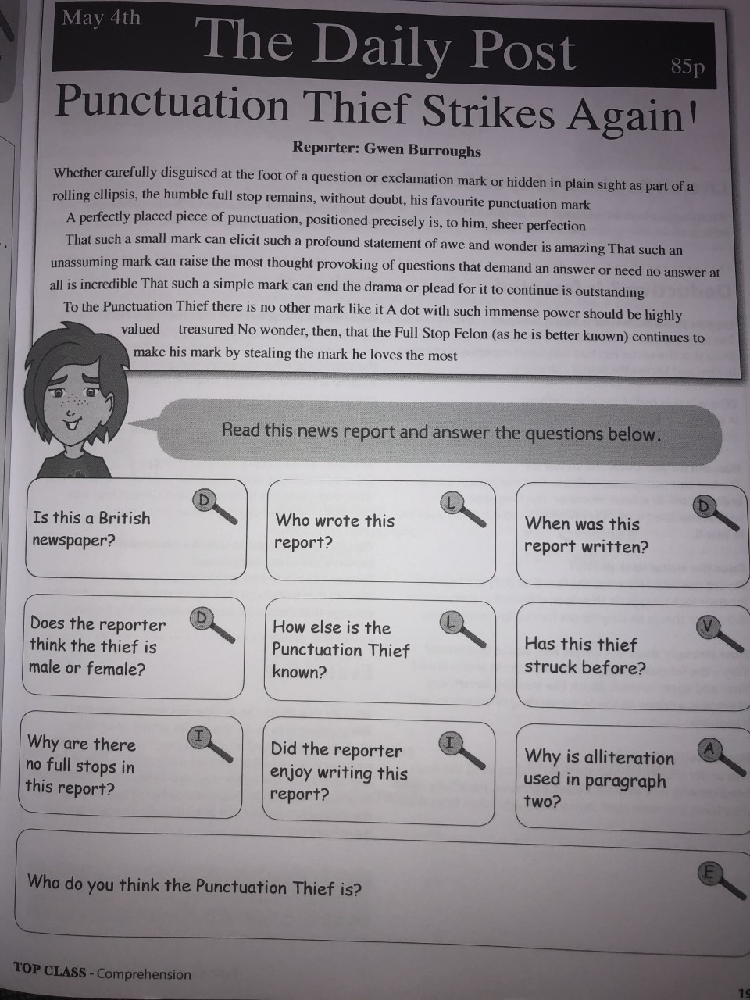 May 4th
The Daily Post
85p
Punctuation Thief Strikes Again'
Reporter: Gwen Burroughs
Whether carefully disguised at the foot of a question or exclamation mark or hidden in plain sight as part of a
rolling ellipsis, the humble full stop remains, without doubt, his favourite punctuation mark
A perfectly placed piece of punctuation, positioned precisely is, to him, sheer perfection
That such a small mark can elicit such a profound statement of awe and wonder is amazing That such an
unassuming mark can raise the most thought provoking of questions that demand an answer or need no answer at
all is incredible That such a simple mark can end the drama or plead for it to continue is outstanding
To the Punctuation Thief there is no other mark like it A dot with such immense power should be highly
valued treasured No wonder, then, that the Full Stop Felon (as he is better known) continues to
make his mark by stealing the mark he loves the most
Read this news report and answer the questions below.
D
Is this a British
newspaper?
L
Who wrote this
report?
D
When was this
report written?
D
Does the reporter
think the thief is
male or female?
L
How else is the
Punctuation Thief
known?
V
Has this thief
struck before?
I
Why are there
no full stops in
this report?
I
Did the reporter
enjoy writing this
report?
A
Why is alliteration
used in paragraph
two?
E
Who do you think the Punctuation Thief is?
TOP CLASS - Comprehension
19